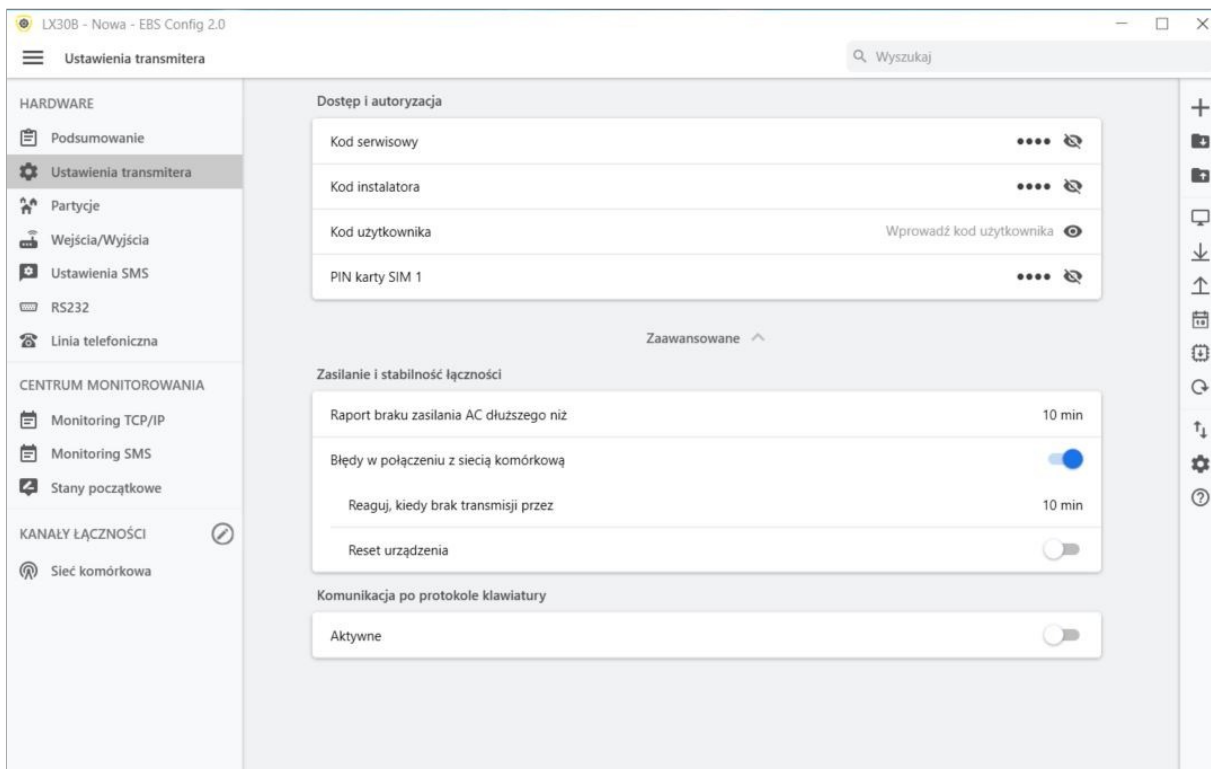 LX30B - Nowa - EBS Config 2.0
Ustawienia transmitera
Wyszukaj
HARDWARE
Podsumowanie
Ustawienia transmitera
Partycje
Wejścia/Wyjścia
Ustawienia SMS
RS232
Linia telefoniczna
CENTRUM MONITOROWANIA
Monitoring TCP/IP
Monitoring SMS
Stany początkowe
KANAŁY ŁĄCZNOŚCI
Sieć komórkowa
Dostęp i autoryzacja
Kod serwisowy ••••
Kod instalatora ••••
Kod użytkownika Wprowadź kod użytkownika
PIN karty SIM 1 ••••
Zaawansowane
Zasilanie i stabilność łączności
Raport braku zasilania AC dłuższego niż 10 min
Błędy w połączeniu z siecią komórkową
Reaguj, kiedy brak transmisji przez 10 min
Reset urządzenia
Komunikacja po protokole klawiatury
Aktywne